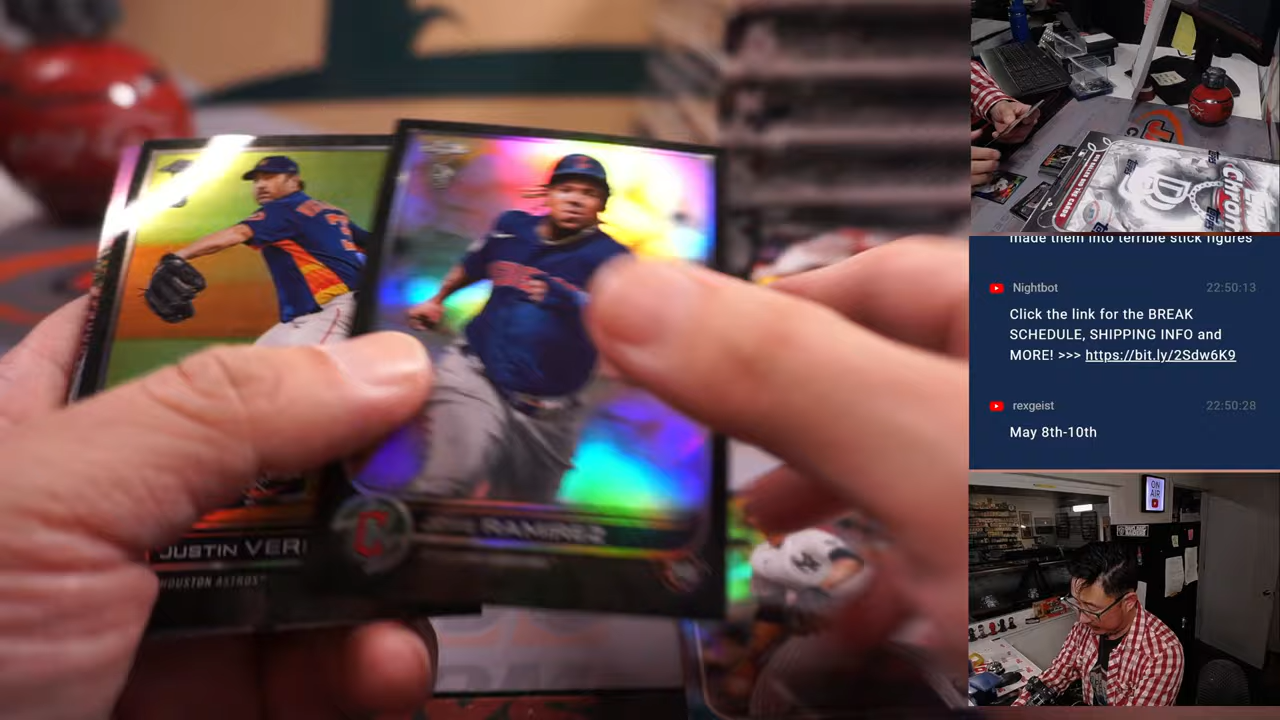 JUSTIN VER
HOUSTON ASTROS
RAMIREZ
C
ON
AIR
made them into terrible stick figures
Nightbot
22:50:13
Click the link for the BREAK
SCHEDULE, SHIPPING INFO and
MORE! >>> https://bit.ly/2Sdw6K9
rexgeist
22:50:28
May 8th-10th